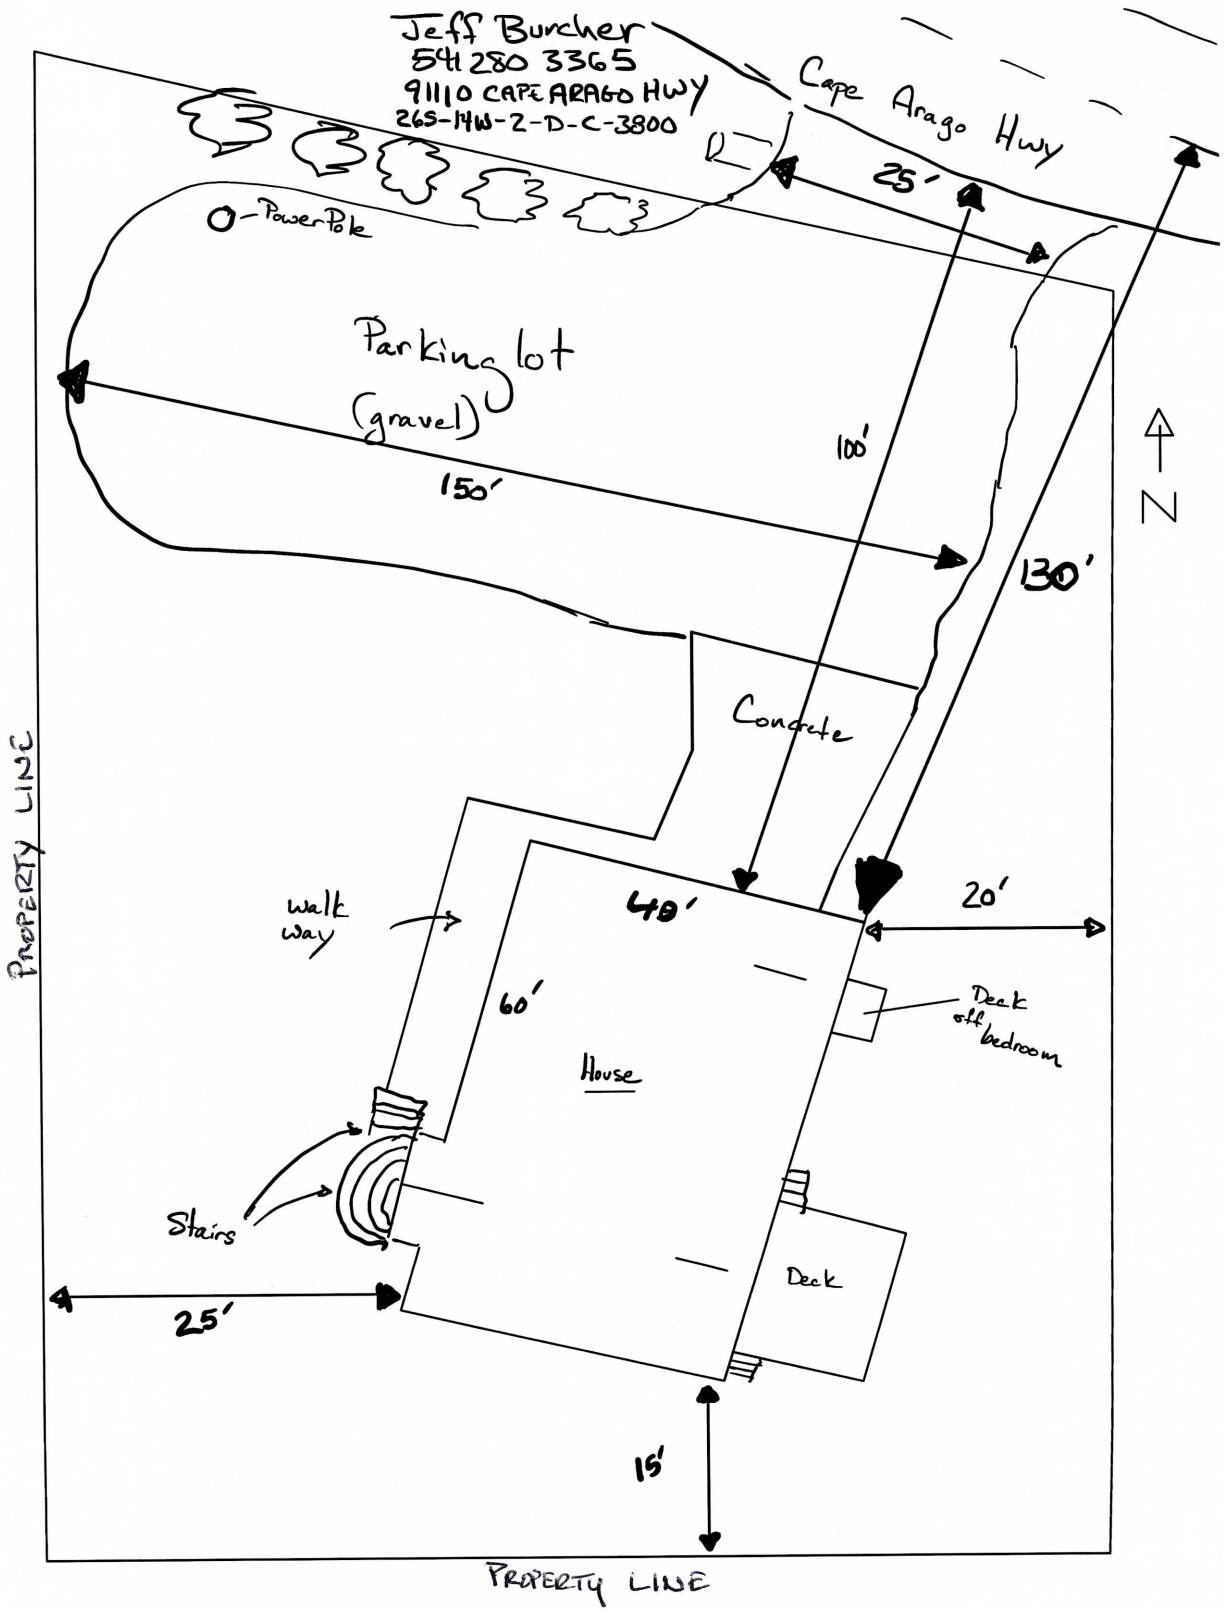 Jeff Burcher
541 280 3365
91110 CAPE ARAGO HWY
26S-14W-2-D-C-3800
Cape Arago Hwy
25'
PowerPole
Parking lot
(gravel)
100'
150'
N
130'
Concrete
PROPERTY LINE
walk
way
40'
20'
60'
Deck
off
bedroom
House
Stairs
Deck
25'
15'
PROPERTY LINE